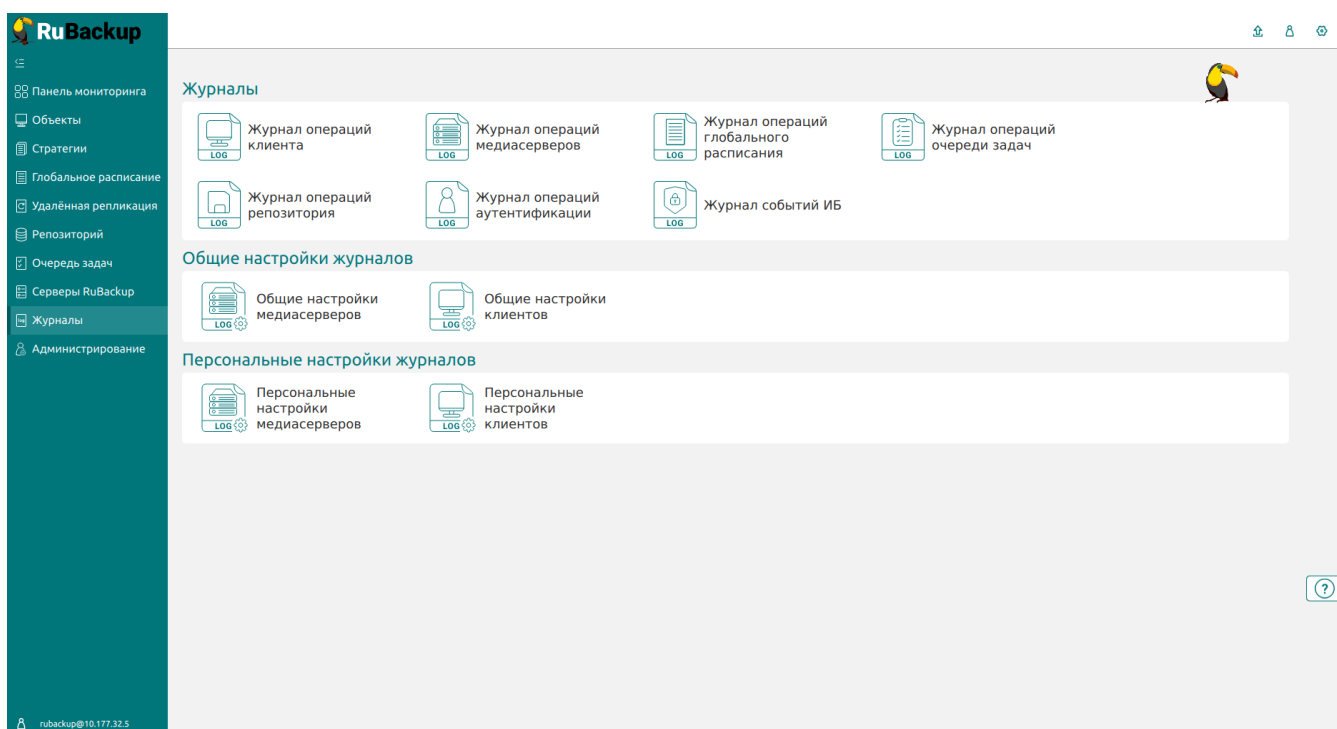 RuBackup
Панель мониторинга
Объекты
Стратегии
Глобальное расписание
Удалённая репликация
Репозиторий
Очередь задач
Серверы RuBackup
Журналы
Администрирование
rubackup@10.177.32.5
Журналы
LOG
Журнал операций
клиента
LOG
Журнал операций
медиасерверов
LOG
Журнал операций
глобального
расписания
LOG
Журнал операций
очереди задач
LOG
Журнал операций
репозитория
LOG
Журнал операций
аутентификации
LOG
Журнал событий ИБ
Общие настройки журналов
LOG
Общие настройки
медиасерверов
LOG
Общие настройки
клиентов
Персональные настройки журналов
LOG
Персональные
настройки
медиасерверов
LOG
Персональные
настройки
клиентов
?